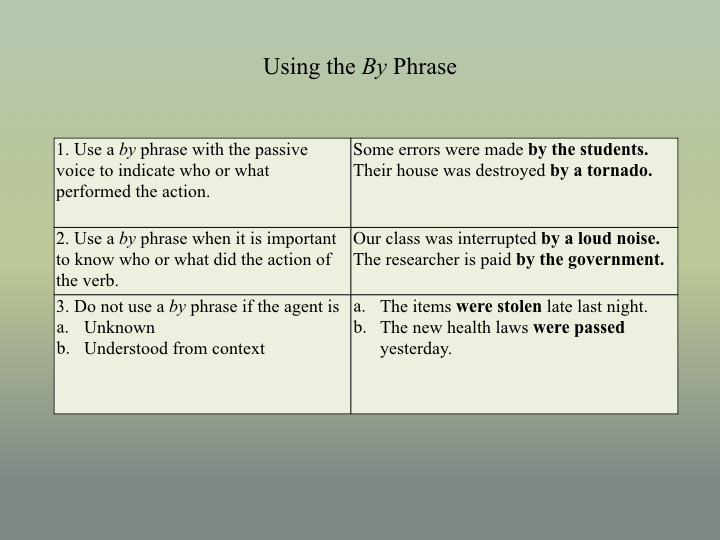 Using the By Phrase
1. Use a by phrase with the passive
voice to indicate who or what
performed the action.
Some errors were made by the students.
Their house was destroyed by a tornado.
2. Use a by phrase when it is important
to know who or what did the action of
the verb.
Our class was interrupted by a loud noise.
The researcher is paid by the government.
3. Do not use a by phrase if the agent is
a. Unknown
b. Understood from context
a. The items were stolen late last night.
b. The new health laws were passed
yesterday.